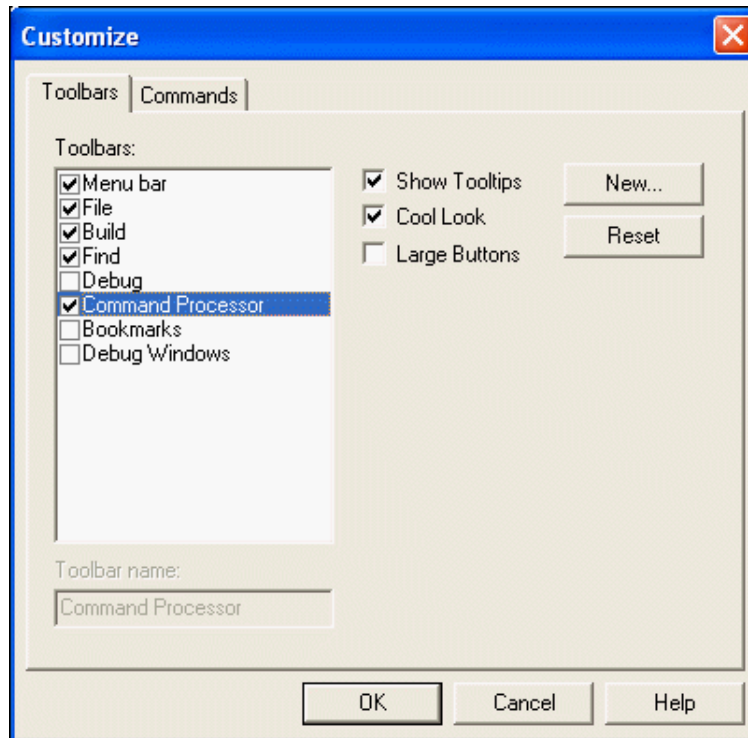 Customize
Toolbars Commands
Toolbars:
Menu bar
File
Build
Find
Debug
Command Processor
Bookmarks
Debug Windows
Show Tooltips
Cool Look
Large Buttons
New...
Reset
Toolbar name:
Command Processor
OK Cancel Help